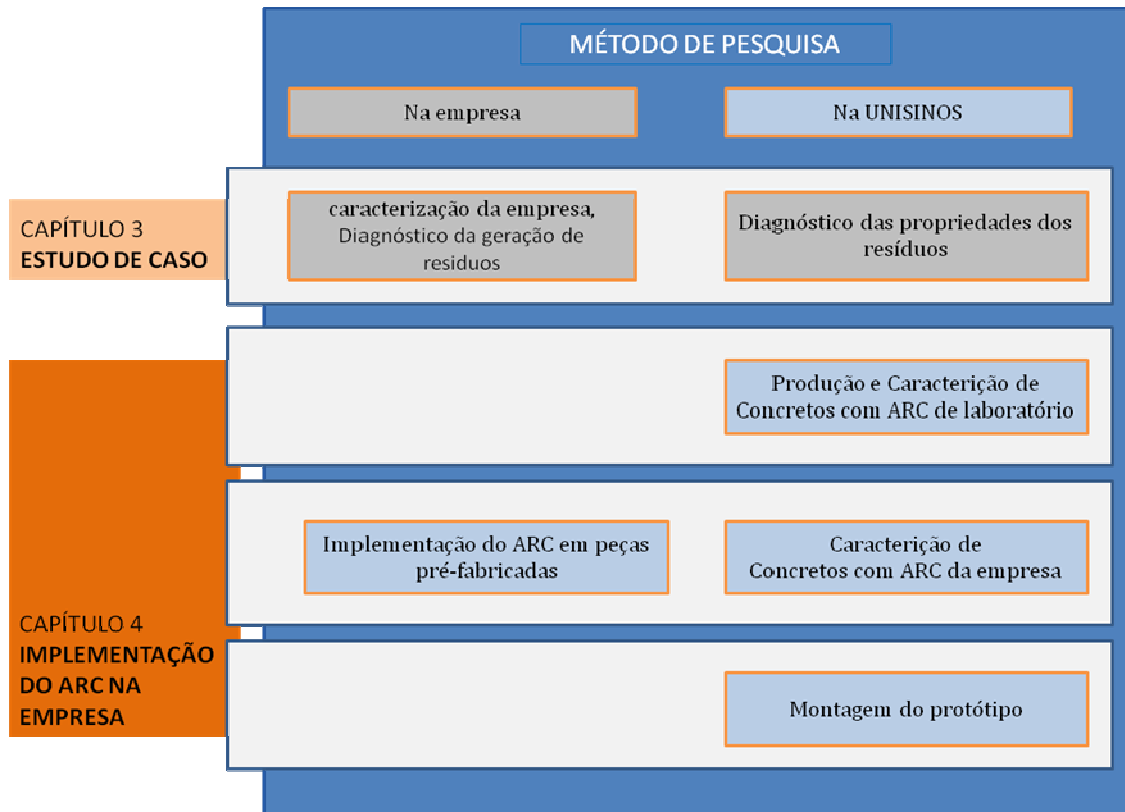 MÉTODO DE PESQUISA
Na empresa
Na UNISINOS
CAPÍTULO 3
ESTUDO DE CASO
caracterização da empresa,
Diagnóstico da geração de
residuos
Diagnóstico das propriedades dos
resíduos
Produção e Caracterição de
Concretos com ARC de laboratório
Implementação do ARC em peças
pré-fabricadas
Caracterição de
Concretos com ARC da empresa
CAPÍTULO 4
IMPLEMENTAÇÃO
DO ARC NA
EMPRESA
Montagem do protótipo